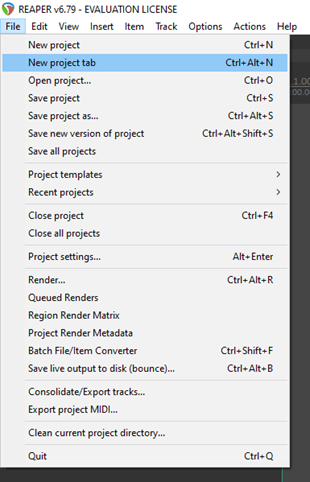 REAPER v6.79 - EVALUATION LICENSE
File Edit View Insert Item Track Options Actions Help
New project Ctrl+N
New project tab Ctrl+Alt+N
Open project... Ctrl+O
Save project Ctrl+S
Save project as... Ctrl+Alt+S
Save new version of project Ctrl+Alt+Shift+S
Save all projects
Project templates
Recent projects
Close project Ctrl+F4
Close all projects
Project settings... Alt+Enter
Render... Ctrl+Alt+R
Queued Renders
Region Render Matrix
Project Render Metadata
Batch File/Item Converter Ctrl+Shift+F
Save live output to disk (bounce)... Ctrl+Alt+B
Consolidate/Export tracks...
Export project MIDI...
Clean current project directory...
Quit Ctrl+Q